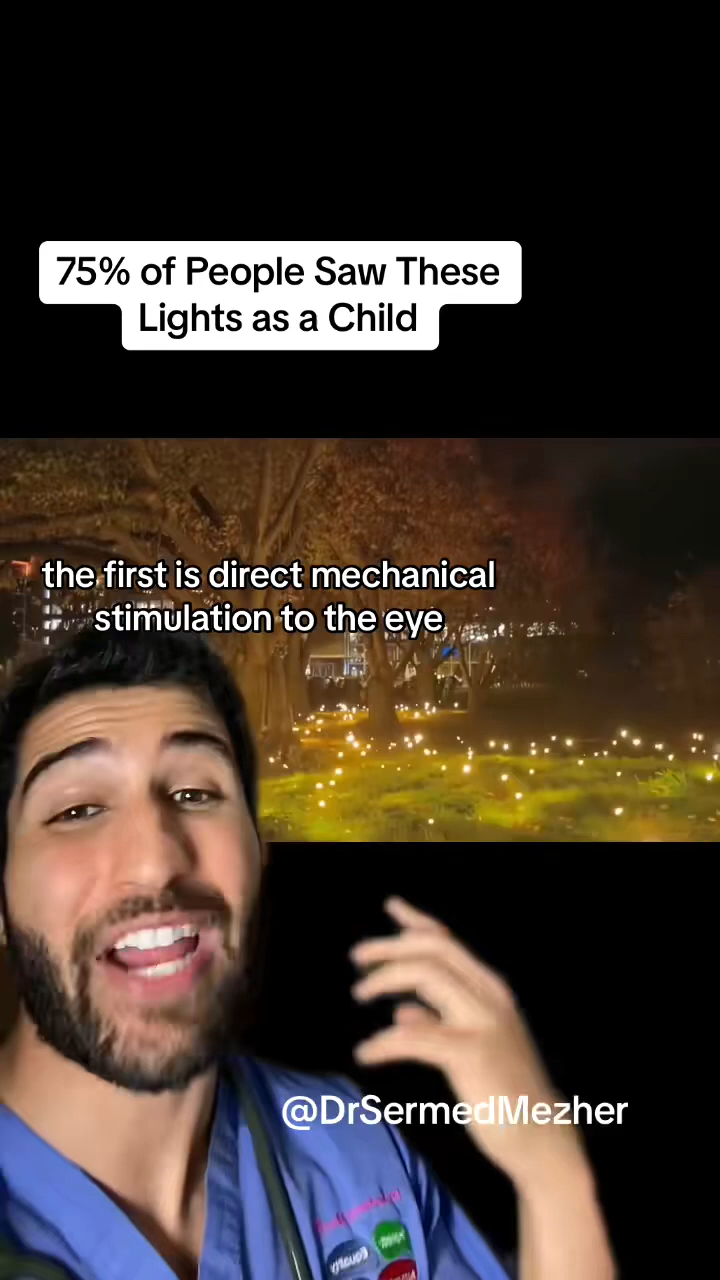 75% of People Saw These
Lights as a Child
the first is direct mechanical
stimulation to the eye
@DrSermedMezher